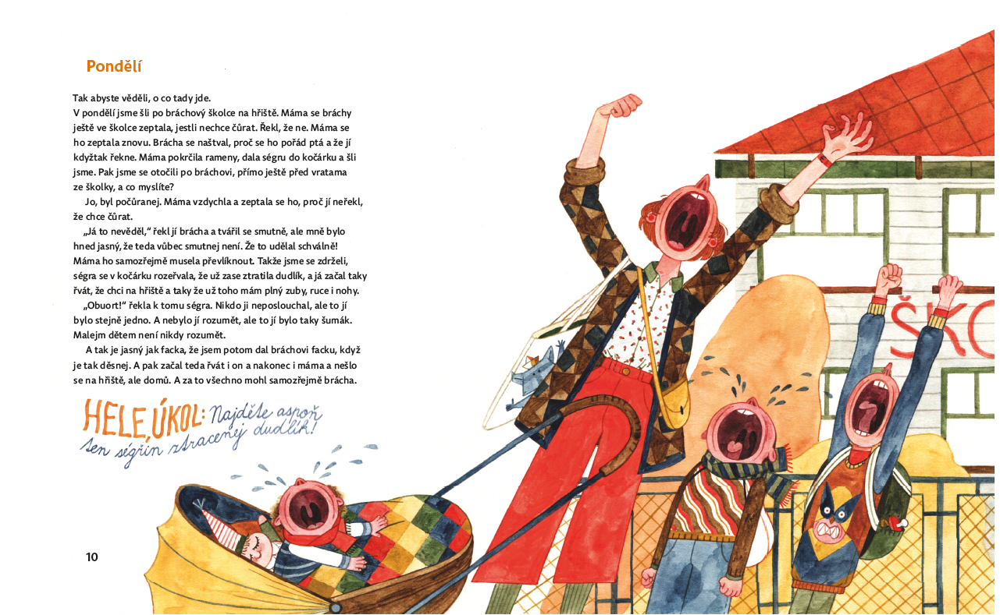 Pondělí
Tak abyste věděli, o co tady jde.
V pondělí jsme šli po bráchový školce na hřiště. Máma se bráchy
ještě ve školce zeptala, jestli nechce čůrat. Řekl, že ne. Máma se
ho zeptala znovu. Brácha se naštval, proč se ho pořád ptá a že jí
kdyžtak řekne. Máma pokrčila rameny, dala ségru do kočárku a šli
jsme. Pak jsme se otočili po bráchovi, přímo ještě před vratama
ze školky, a co myslíte?
Jo, byl počůranej. Máma vzdychla a zeptala se ho, proč jí neřekl,
že chce čůrat.
„Já to nevěděl,“ řekl jí brácha a tvářil se smutně, ale mně bylo
hned jasný, že teda vůbec smutnej není. Že to udělal schválně!
Máma ho samozřejmě musela převlíknout. Takže jsme se zdrželi,
ségra se v kočárku rozeřvala, že už zase ztratila dudlík, a já začal taky
řvát, že chci na hřiště a taky že už toho mám plný zuby, ruce i nohy.
„Obuort!“ řekla k tomu ségra. Nikdo ji neposlouchal, ale to jí
bylo stejně jedno. A nebylo jí rozumět, ale to jí bylo taky šumák.
Malejm dětem není nikdy rozumět.
A tak je jasný jak facka, že jsem potom dal bráchovi facku, když
je tak děsnej. A pak začal teda řvát i on a nakonec i máma a nešlo
se na hřiště, ale domů. A za to všechno mohl samozřejmě brácha.
HELE, ÚKOL: Najděte aspoň
ten ségřin ztracenej dudlík!
10
ŠKO